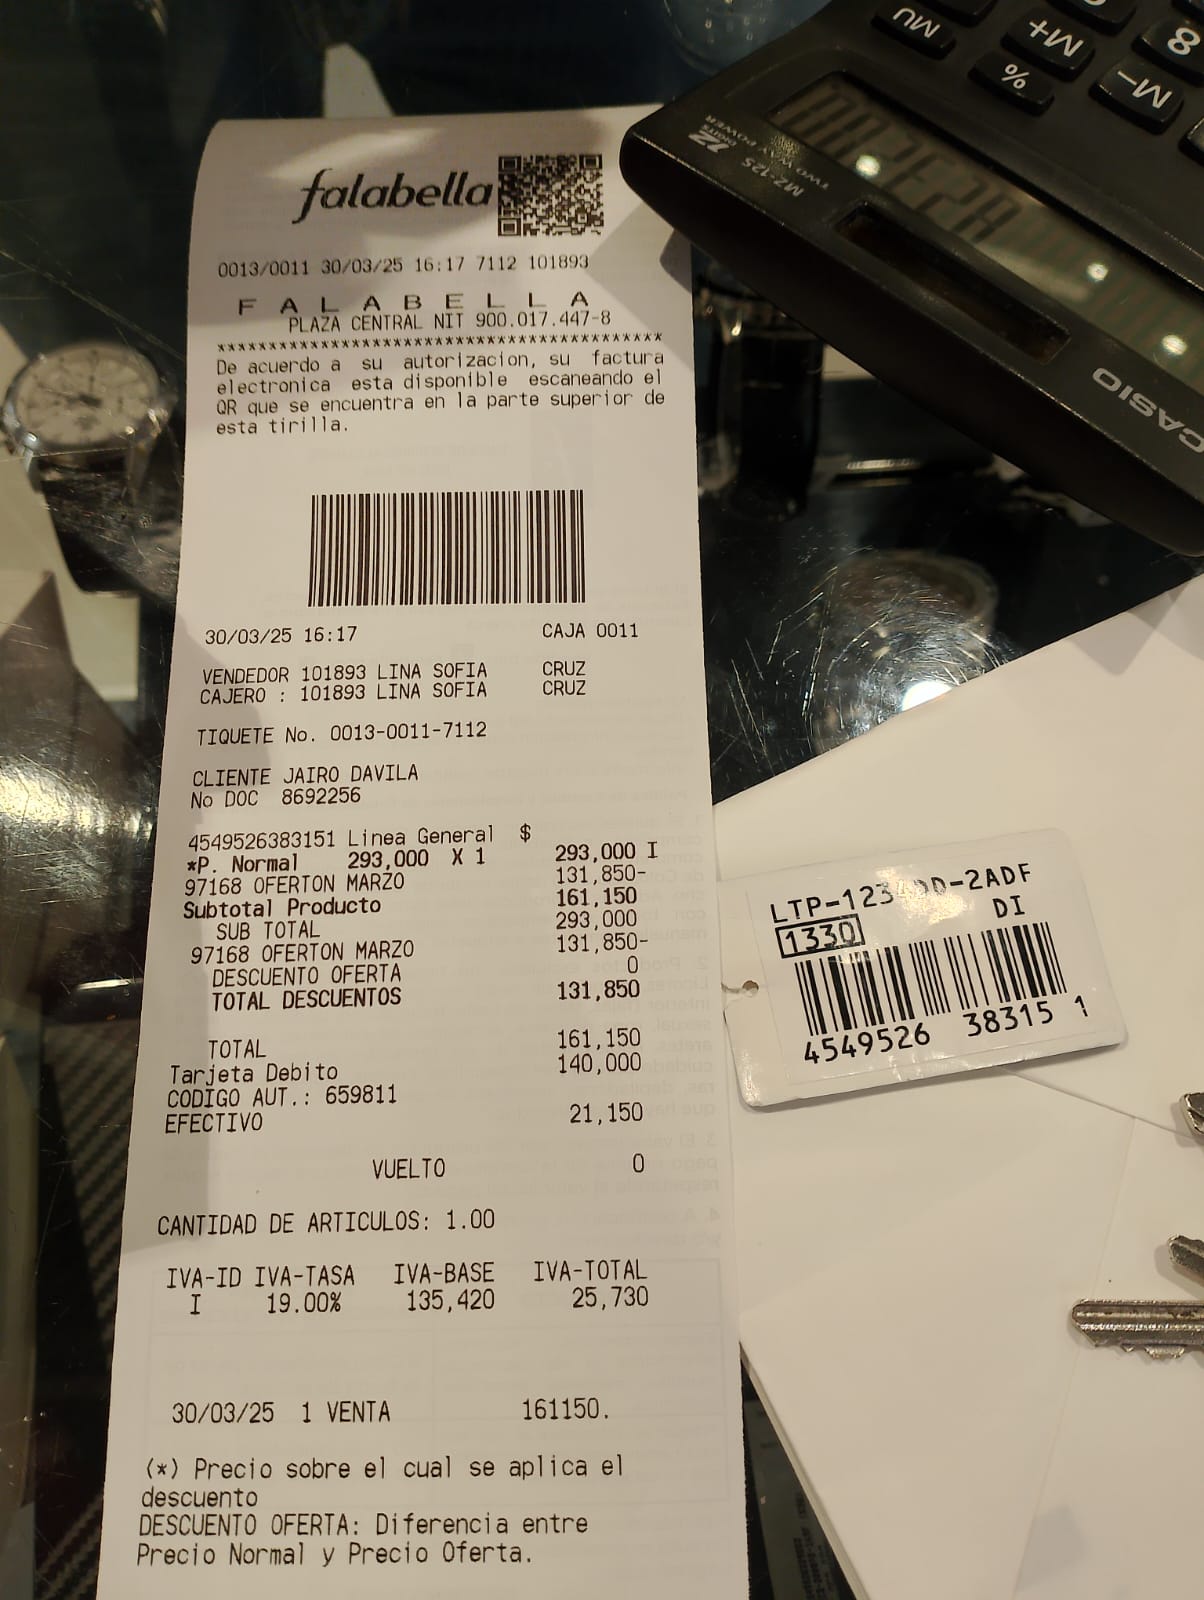 falabella
0013/0011 30/03/25 16:17 7112 101893
F A L A B E L L A
PLAZA CENTRAL NIT 900.017.447-8
*******************************************
De acuerdo a su autorizacion, su factura
electronica esta disponible escaneando el
QR que se encuentra en la parte superior de
esta tirilla.
30/03/25 16:17 CAJA 0011
VENDEDOR 101893 LINA SOFIA CRUZ
CAJERO : 101893 LINA SOFIA CRUZ
TIQUETE No. 0013-0011-7112
CLIENTE JAIRO DAVILA
No DOC 8692256
4549526383151 Linea General $
*P. Normal 293,000 X 1 293,000 I
97168 OFERTON MARZO 131,850-
Subtotal Producto 161,150
SUB TOTAL 293,000
97168 OFERTON MARZO 131,850-
DESCUENTO OFERTA 0
TOTAL DESCUENTOS 131,850
TOTAL 161,150
Tarjeta Debito 140,000
CODIGO AUT.: 659811
EFECTIVO 21,150
VUELTO 0
CANTIDAD DE ARTICULOS: 1.00
IVA-ID IVA-TASA IVA-BASE IVA-TOTAL
I 19.00% 135,420 25,730
30/03/25 1 VENTA 161150.
(*) Precio sobre el cual se aplica el
descuento
DESCUENTO OFERTA: Diferencia entre
Precio Normal y Precio Oferta.
MU
M+
8
%
M-
12 DIGITS
TWO WAY POWER
MZ-12S
CASIO
DI
1330
4549526 38315 1